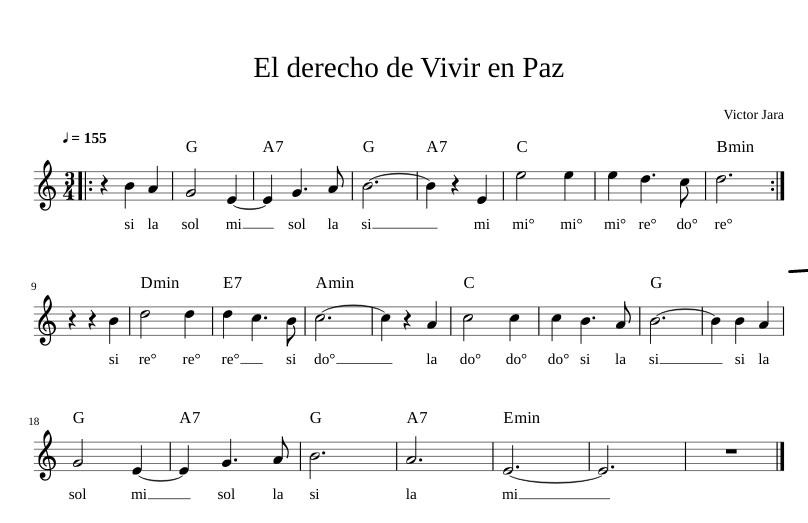 El derecho de Vivir en Paz
Victor Jara
♩ = 155
G A7 G A7 C Bmin
3
4
si la sol mi sol la si mi mi° mi° mi° re° do° re°
9
Dmin E7 Amin C G
si re° re° re° si do° la do° do° do° si la si si la
18
G A7 G A7 Emin
sol mi sol la si la mi